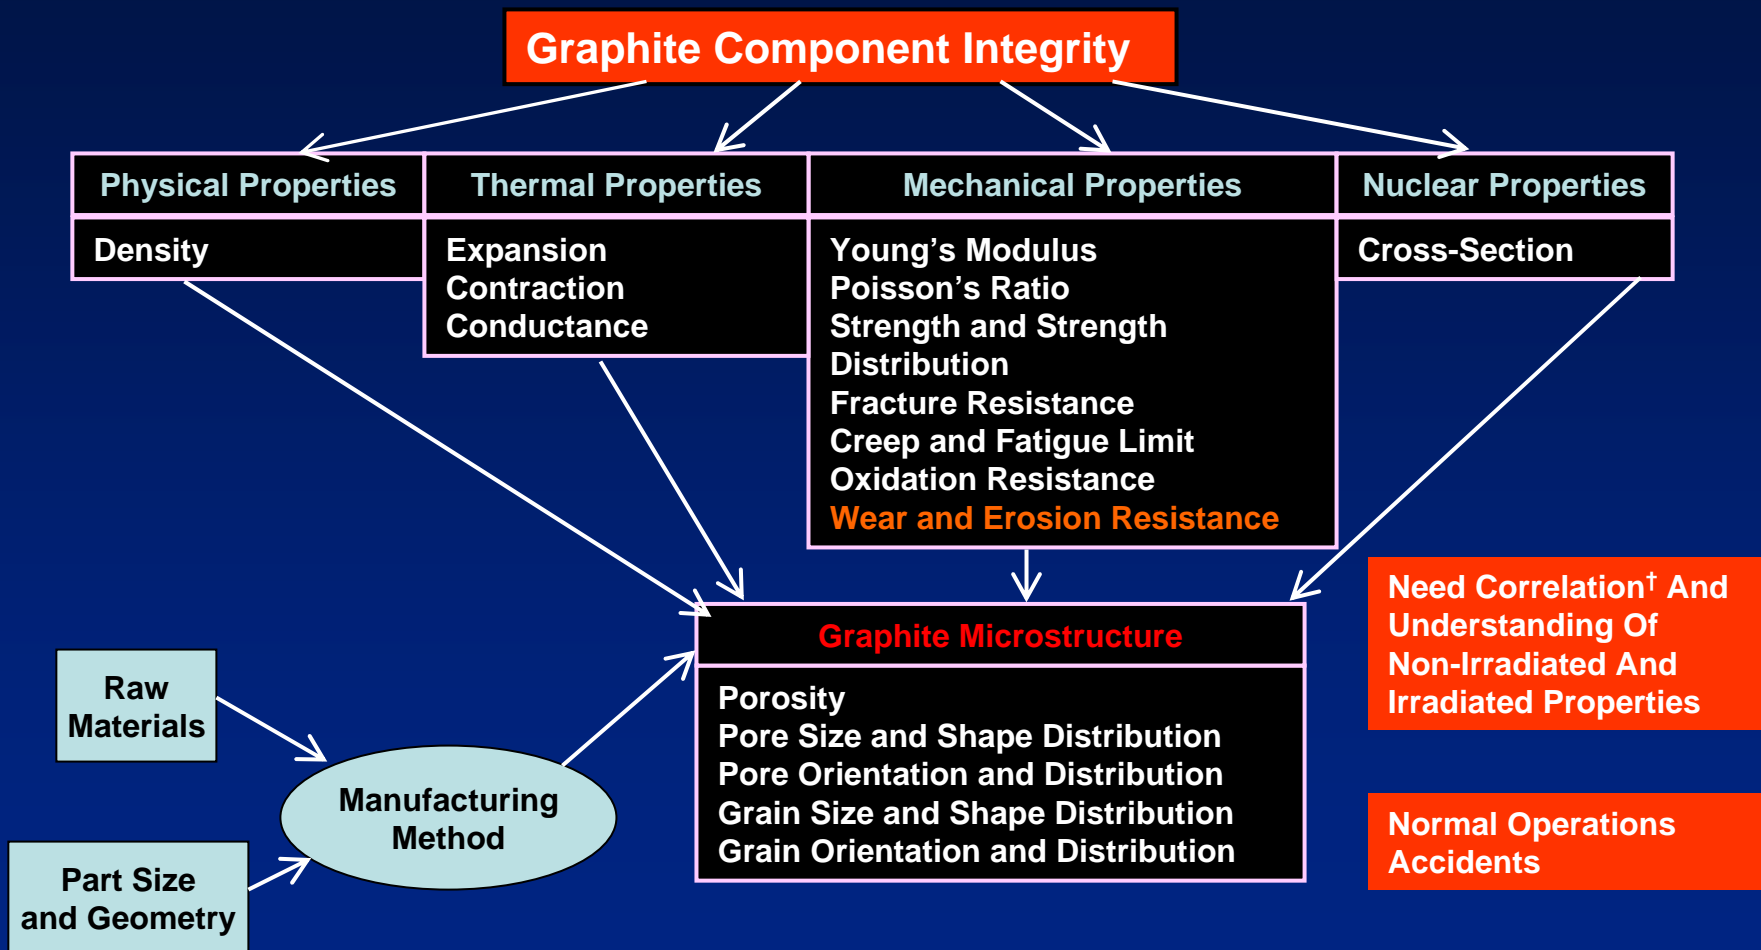 Graphite Component Integrity
Physical Properties
Thermal Properties
Mechanical Properties
Nuclear Properties
Density
Expansion
Contraction
Conductance
Young’s Modulus
Poisson’s Ratio
Strength and Strength
Distribution
Fracture Resistance
Creep and Fatigue Limit
Oxidation Resistance
Wear and Erosion Resistance
Cross-Section
Graphite Microstructure
Porosity
Pore Size and Shape Distribution
Pore Orientation and Distribution
Grain Size and Shape Distribution
Grain Orientation and Distribution
Raw
Materials
Manufacturing
Method
Part Size
and Geometry
Need Correlation† And
Understanding Of
Non-Irradiated And
Irradiated Properties
Normal Operations
Accidents